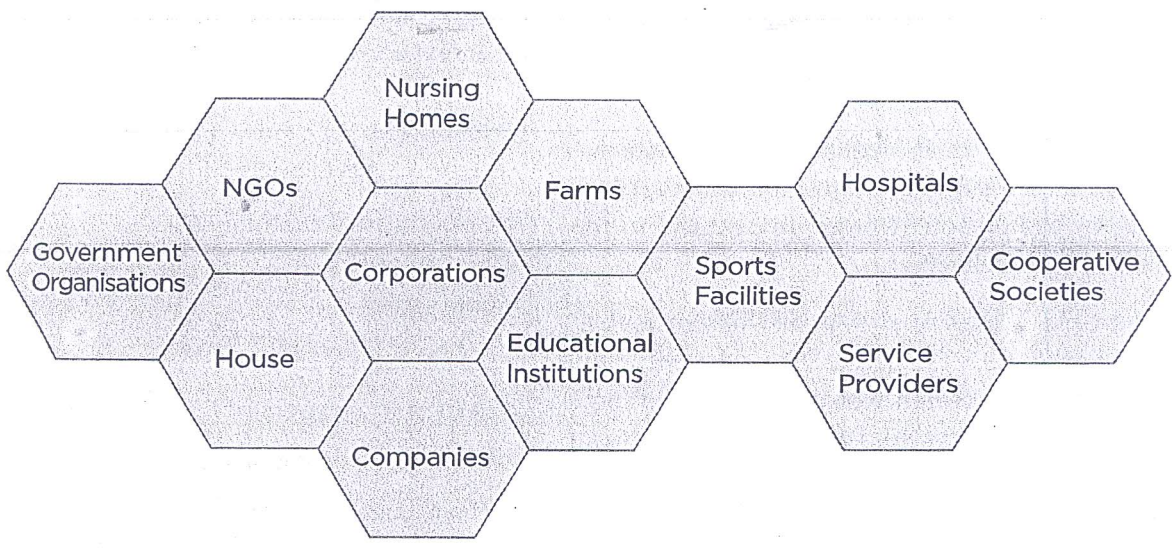 Nursing
Homes
NGOs
Farms
Hospitals
Government
Organisations
Corporations
Sports
Facilities
Cooperative
Societies
House
Educational
Institutions
Service
Providers
Companies